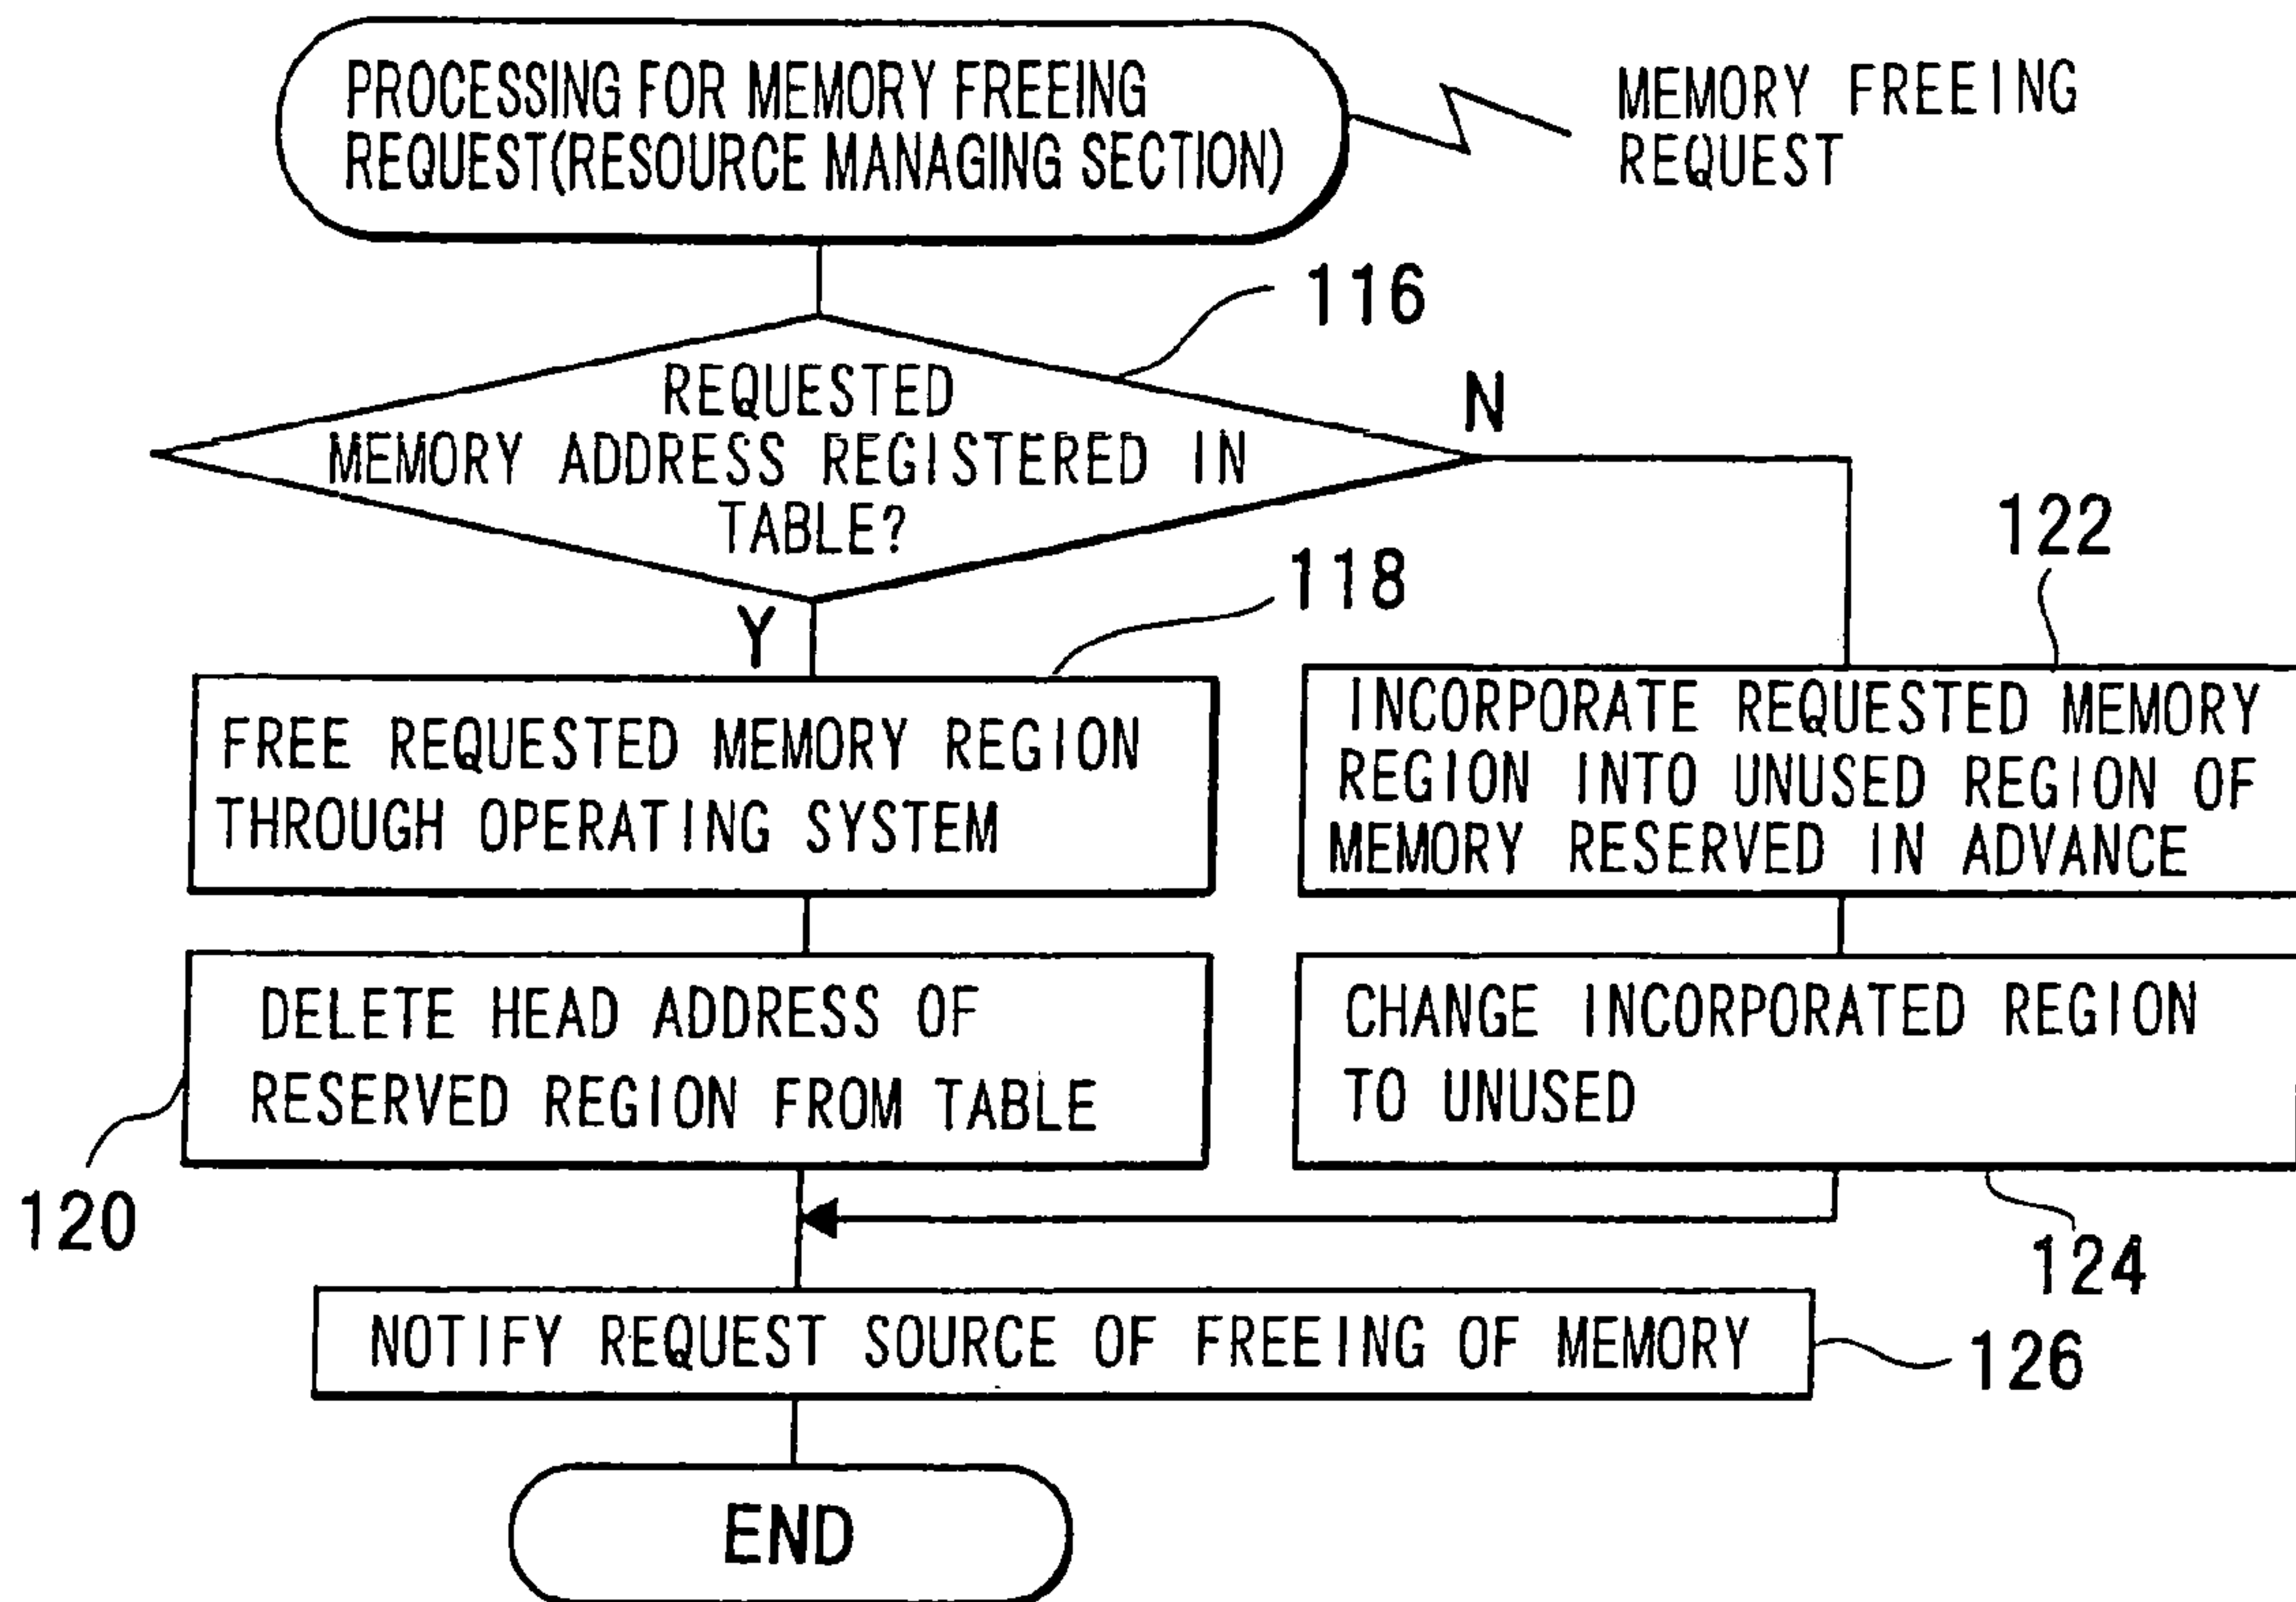 PROCESSING FOR MEMORY FREEING
REQUEST(RESOURCE MANAGING SECTION)
MEMORY FREEING
REQUEST
116
REQUESTED
MEMORY ADDRESS REGISTERED IN
TABLE?
N
Y
118
122
FREE REQUESTED MEMORY REGION
THROUGH OPERATING SYSTEM
INCORPORATE REQUESTED MEMORY
REGION INTO UNUSED REGION OF
MEMORY RESERVED IN ADVANCE
DELETE HEAD ADDRESS OF
RESERVED REGION FROM TABLE
120
CHANGE INCORPORATED REGION
TO UNUSED
124
NOTIFY REQUEST SOURCE OF FREEING OF MEMORY
126
END